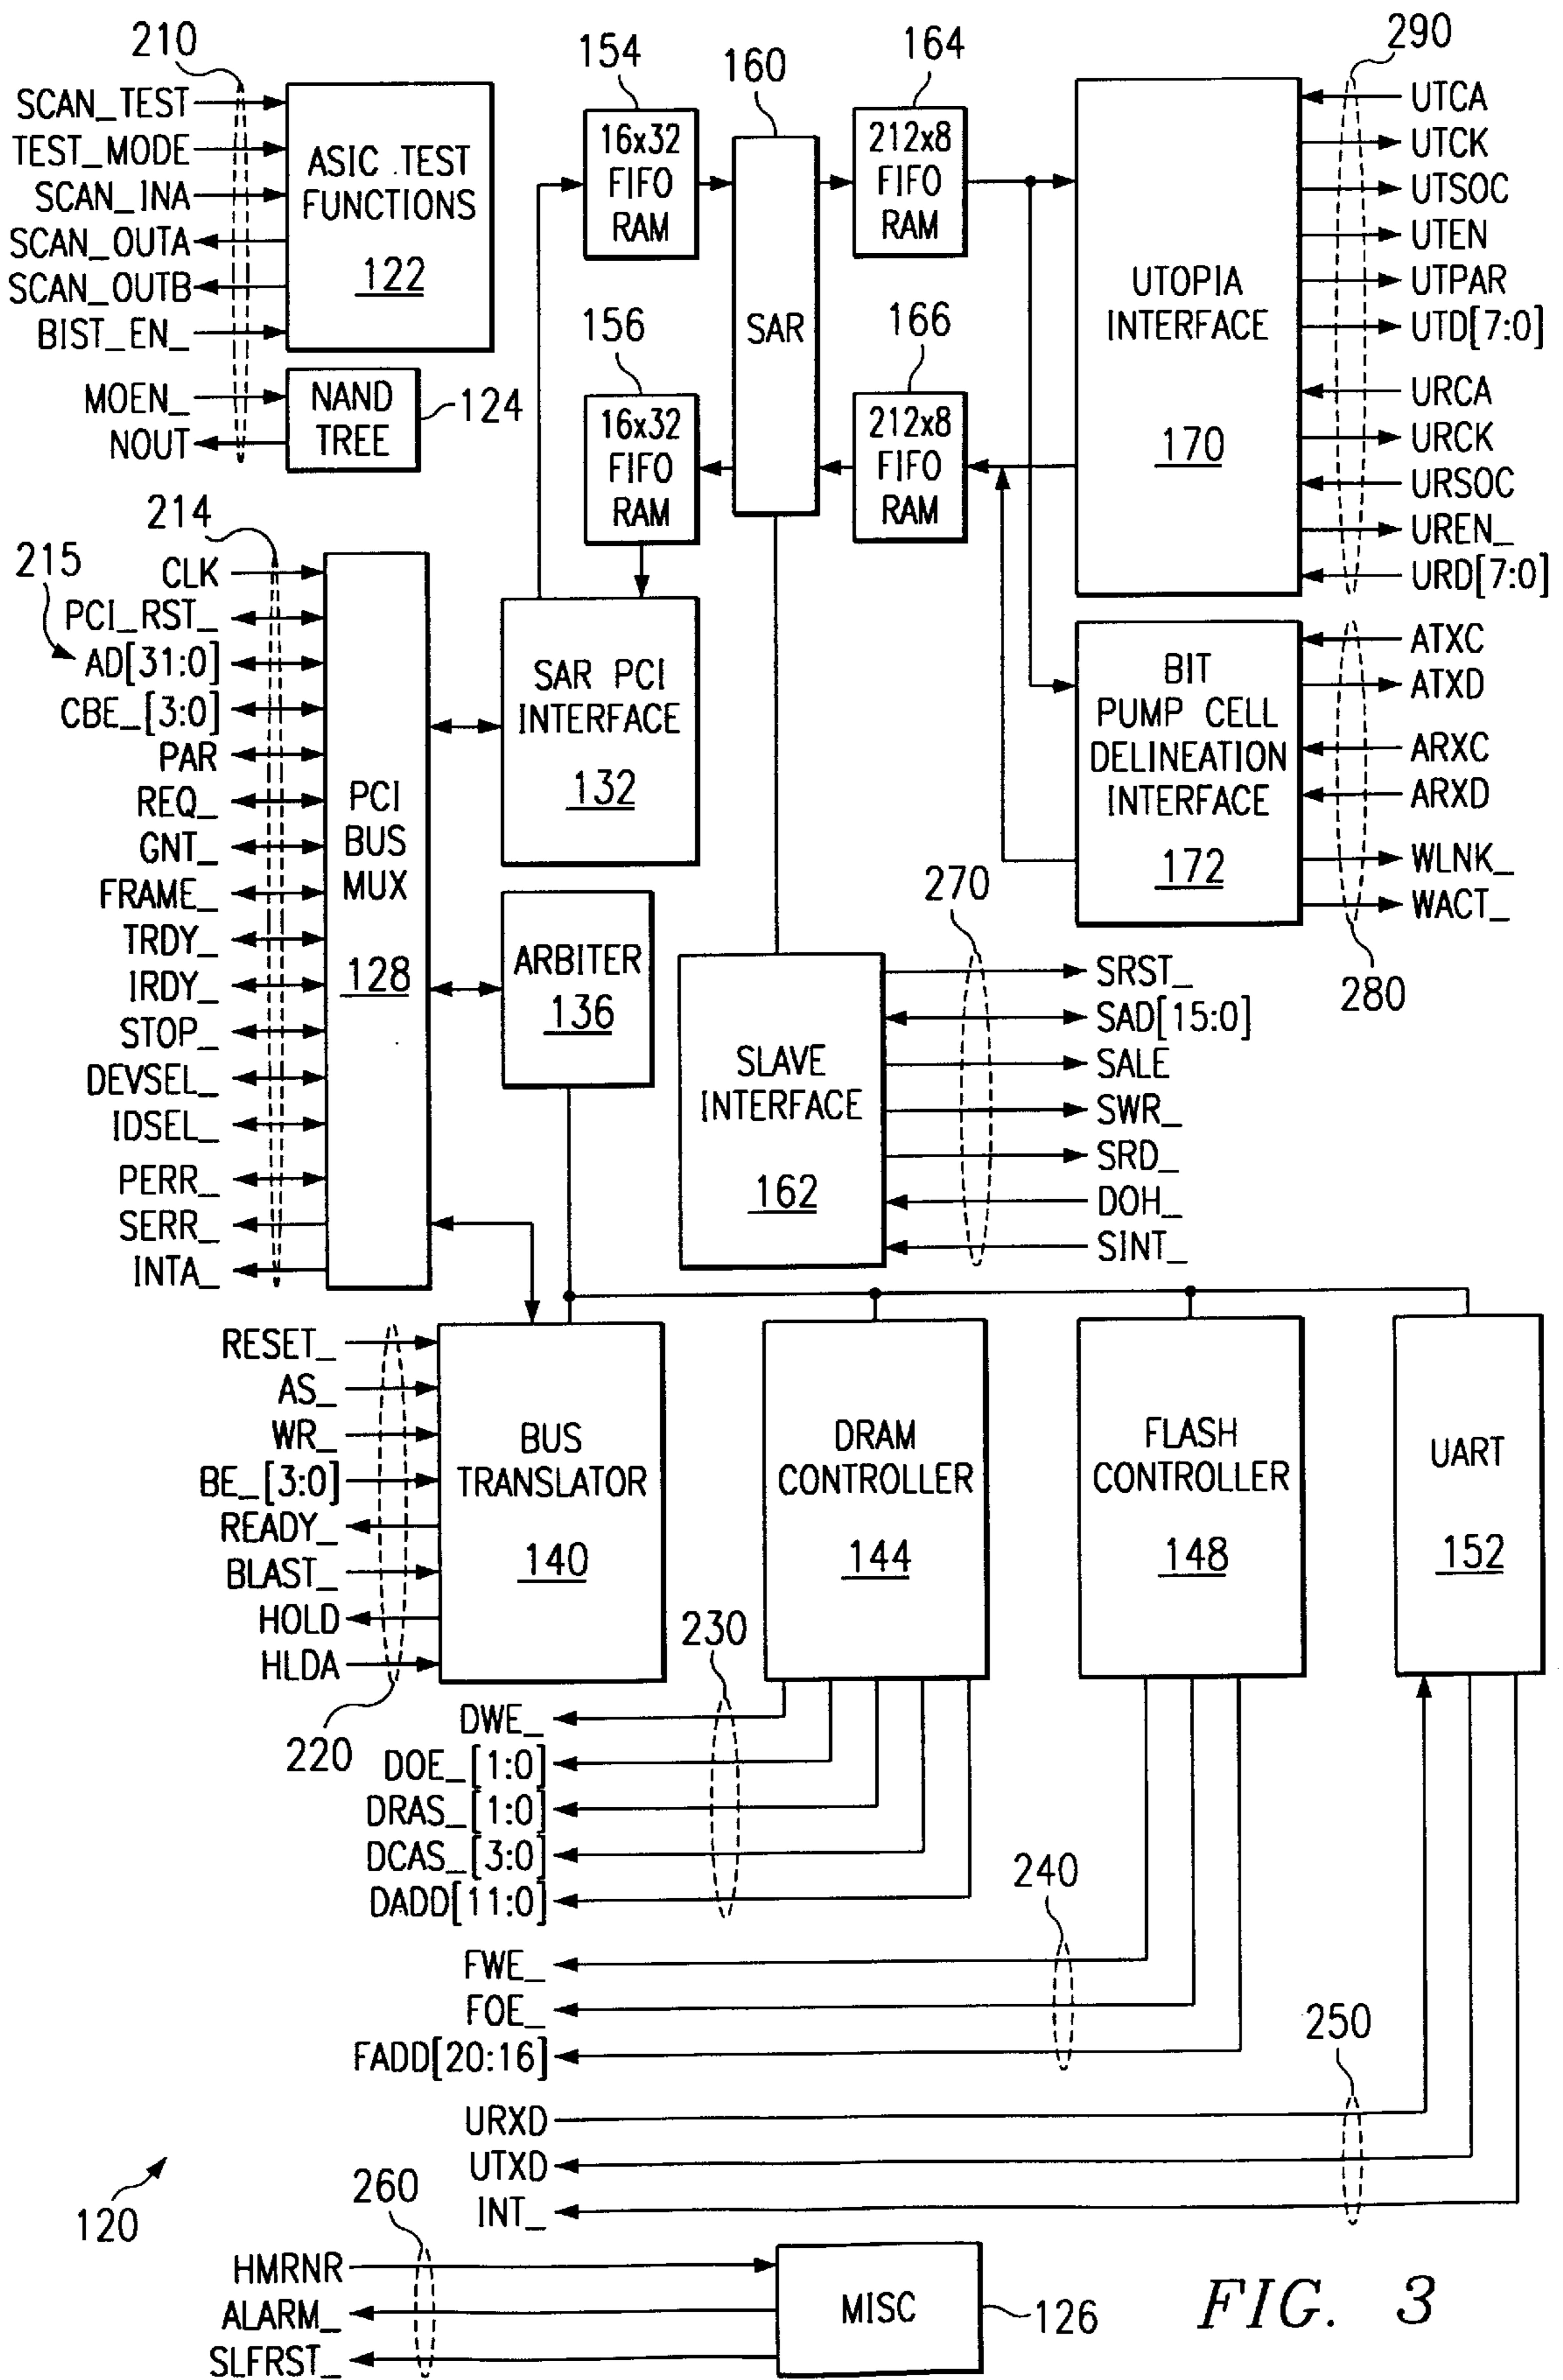 210
SCAN_TEST
TEST_MODE
SCAN_INA
SCAN_OUTA
SCAN_OUTB
BIST_EN_
MOEN_
NOUT
ASIC TEST
FUNCTIONS
122
NAND
TREE
124
154
16x32
FIFO
RAM
160
SAR
164
212x8
FIFO
RAM
156
16x32
FIFO
RAM
166
212x8
FIFO
RAM
UTOPIA
INTERFACE
170
290
UTCA
UTCK
UTSOC
UTEN
UTPAR
UTD[7:0]
URCA
URCK
URSOC
UREN_
URD[7:0]
214
215
CLK
PCI_RST_
AD[31:0]
CBE_[3:0]
PAR
REQ_
GNT_
FRAME_
TRDY_
IRDY_
STOP_
DEVSEL_
IDSEL_
PERR_
SERR_
INTA_
PCI
BUS
MUX
128
SAR PCI
INTERFACE
132
ARBITER
136
BIT
PUMP CELL
DELINEATION
INTERFACE
172
ATXC
ATXD
ARXC
ARXD
WLNK_
WACT_
280
270
SLAVE
INTERFACE
162
SRST_
SAD[15:0]
SALE
SWR_
SRD_
DOH_
SINT_
RESET_
AS_
WR_
BE_[3:0]
READY_
BLAST_
HOLD
HLDA
220
BUS
TRANSLATOR
140
DRAM
CONTROLLER
144
FLASH
CONTROLLER
148
UART
152
230
DWE_
DOE_[1:0]
DRAS_[1:0]
DCAS_[3:0]
DADD[11:0]
240
FWE_
FOE_
FADD[20:16]
250
URXD
UTXD
INT_
120
260
HMRNR
ALARM_
SLFRST_
MISC
126
FIG. 3